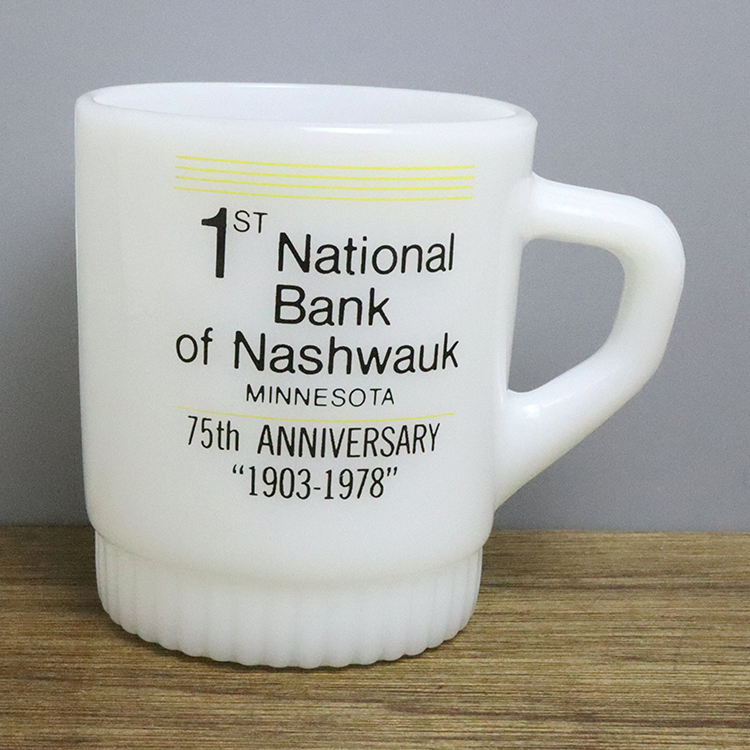 1ST National
Bank
of Nashwauk
MINNESOTA
75th ANNIVERSARY
“1903-1978”